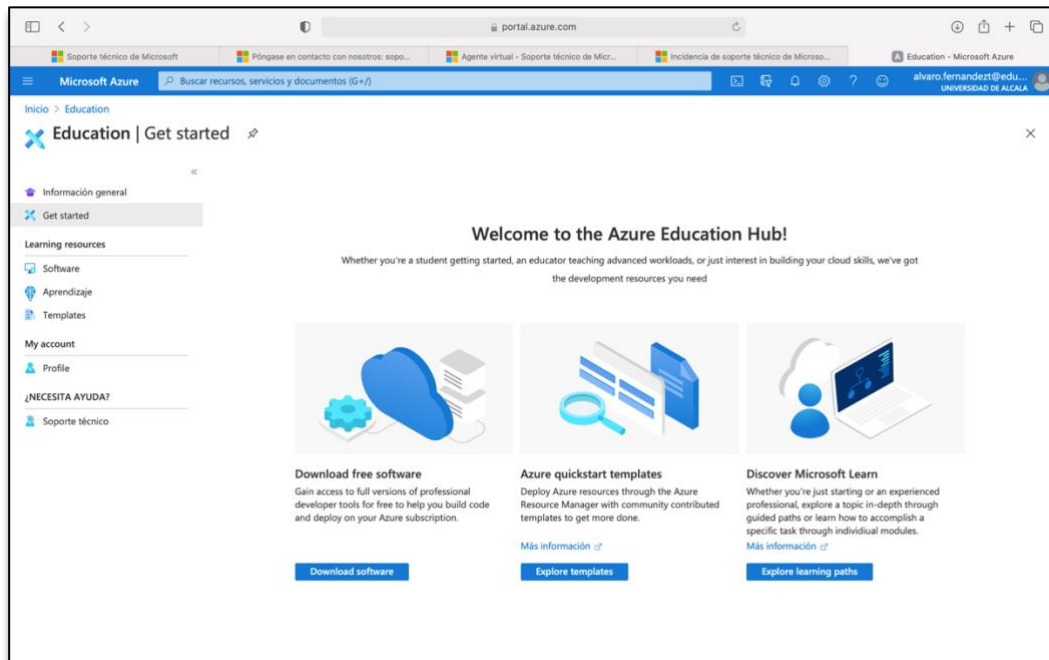 portal.azure.com
Soporte técnico de Microsoft
Póngase en contacto con nosotros: sopo...
Agente virtual - Soporte técnico de Micr...
Incidencia de soporte técnico de Microso...
A Education - Microsoft Azure
Microsoft Azure
Buscar recursos, servicios y documentos (G+/)
alvaro.fernandezt@edu...
UNIVERSIDAD DE ALCALA
Inicio > Education
Education | Get started
«
Información general
Get started
Learning resources
Software
Aprendizaje
Templates
My account
Profile
¿NECESITA AYUDA?
Soporte técnico
Welcome to the Azure Education Hub!
Whether you're a student getting started, an educator teaching advanced workloads, or just interest in building your cloud skills, we've got
the development resources you need
Download free software
Gain access to full versions of professional
developer tools for free to help you build code
and deploy on your Azure subscription.
Download software
Azure quickstart templates
Deploy Azure resources through the Azure
Resource Manager with community contributed
templates to get more done.
Más información
Explore templates
Discover Microsoft Learn
Whether you're just starting or an experienced
professional, explore a topic in-depth through
guided paths or learn how to accomplish a
specific task through individiual modules.
Más información
Explore learning paths